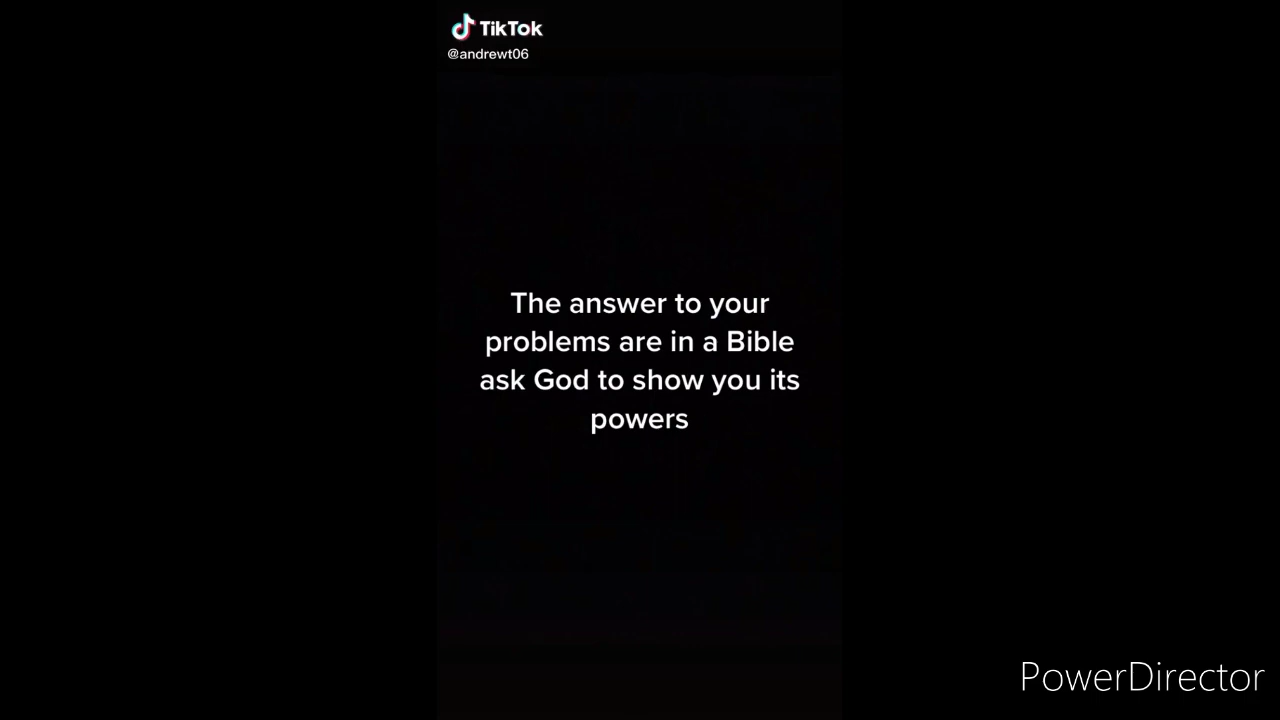 TikTok
@andrewt06
The answer to your
problems are in a Bible
ask God to show you its
powers
PowerDirector